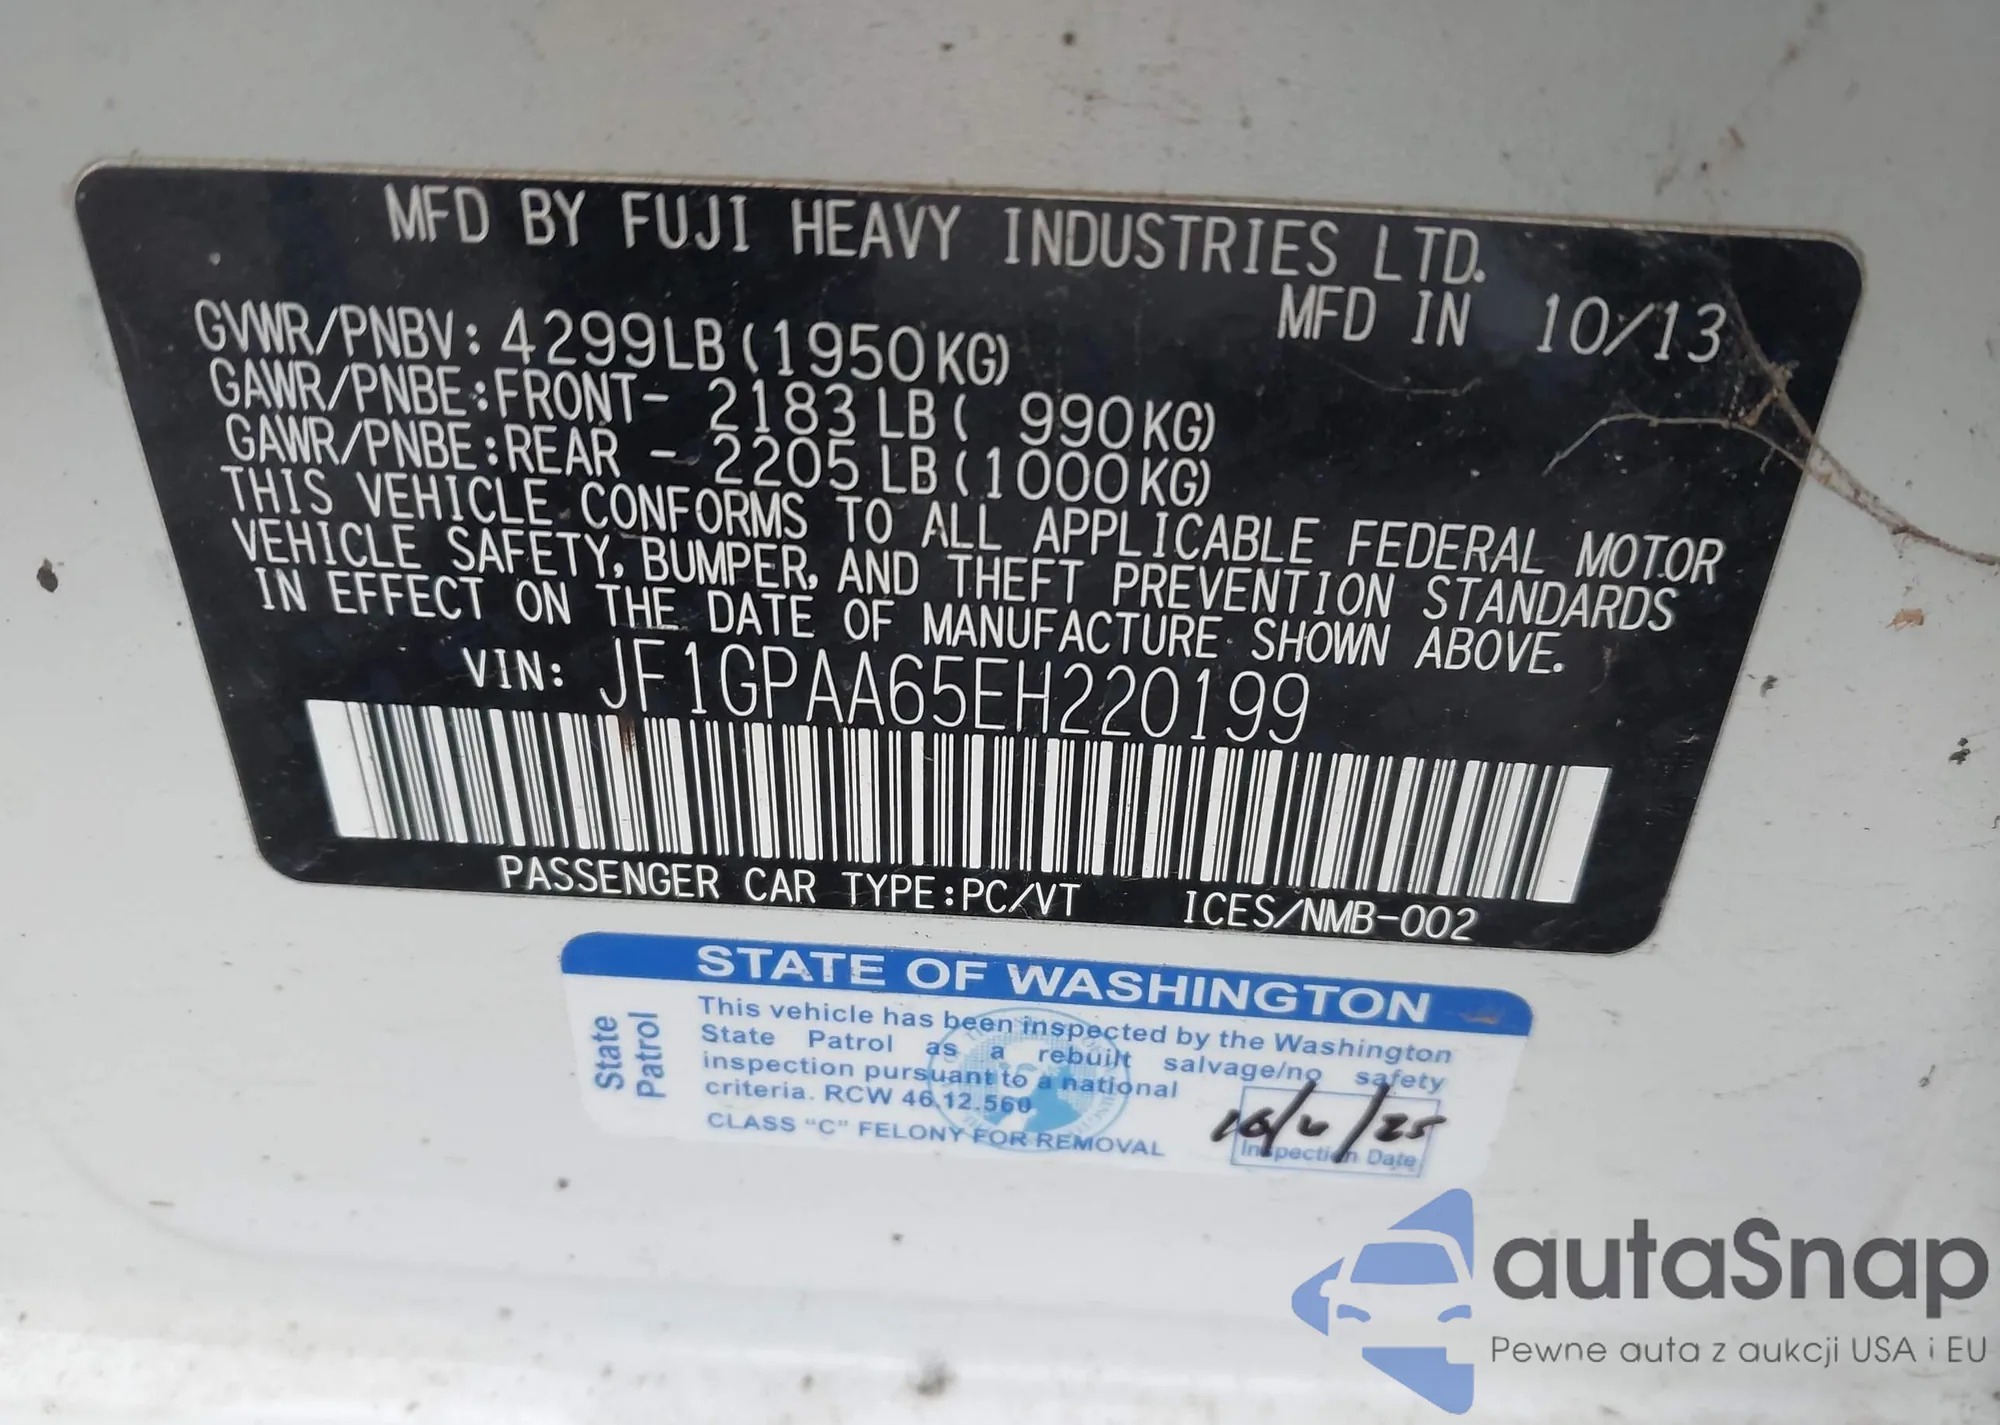 MFD BY FUJI HEAVY INDUSTRIES LTD.
MFD IN 10/13
GVWR/PNBV: 4299LB(1950KG)
GAWR/PNBE:FRONT- 2183LB( 990KG)
GAWR/PNBE:REAR - 2205LB(1000KG)
THIS VEHICLE CONFORMS TO ALL APPLICABLE FEDERAL MOTOR
VEHICLE SAFETY, BUMPER, AND THEFT PREVENTION STANDARDS
IN EFFECT ON THE DATE OF MANUFACTURE SHOWN ABOVE.
VIN: JF1GPAA65EH220199
PASSENGER CAR TYPE:PC/VT ICES/NMB-002
STATE OF WASHINGTON
State
Patrol
This vehicle has been inspected by the Washington
State Patrol as a rebuilt salvage/no safety
inspection pursuant to a national
criteria. RCW 46.12.560
CLASS "C" FELONY FOR REMOVAL
Inspection Date
autaSnap
Pewne auta z aukcji USA i EU